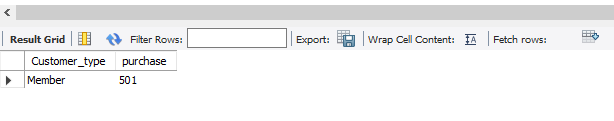 Result Grid Filter Rows: Export: Wrap Cell Content: Fetch rows:
Customer_type purchase
Member 501